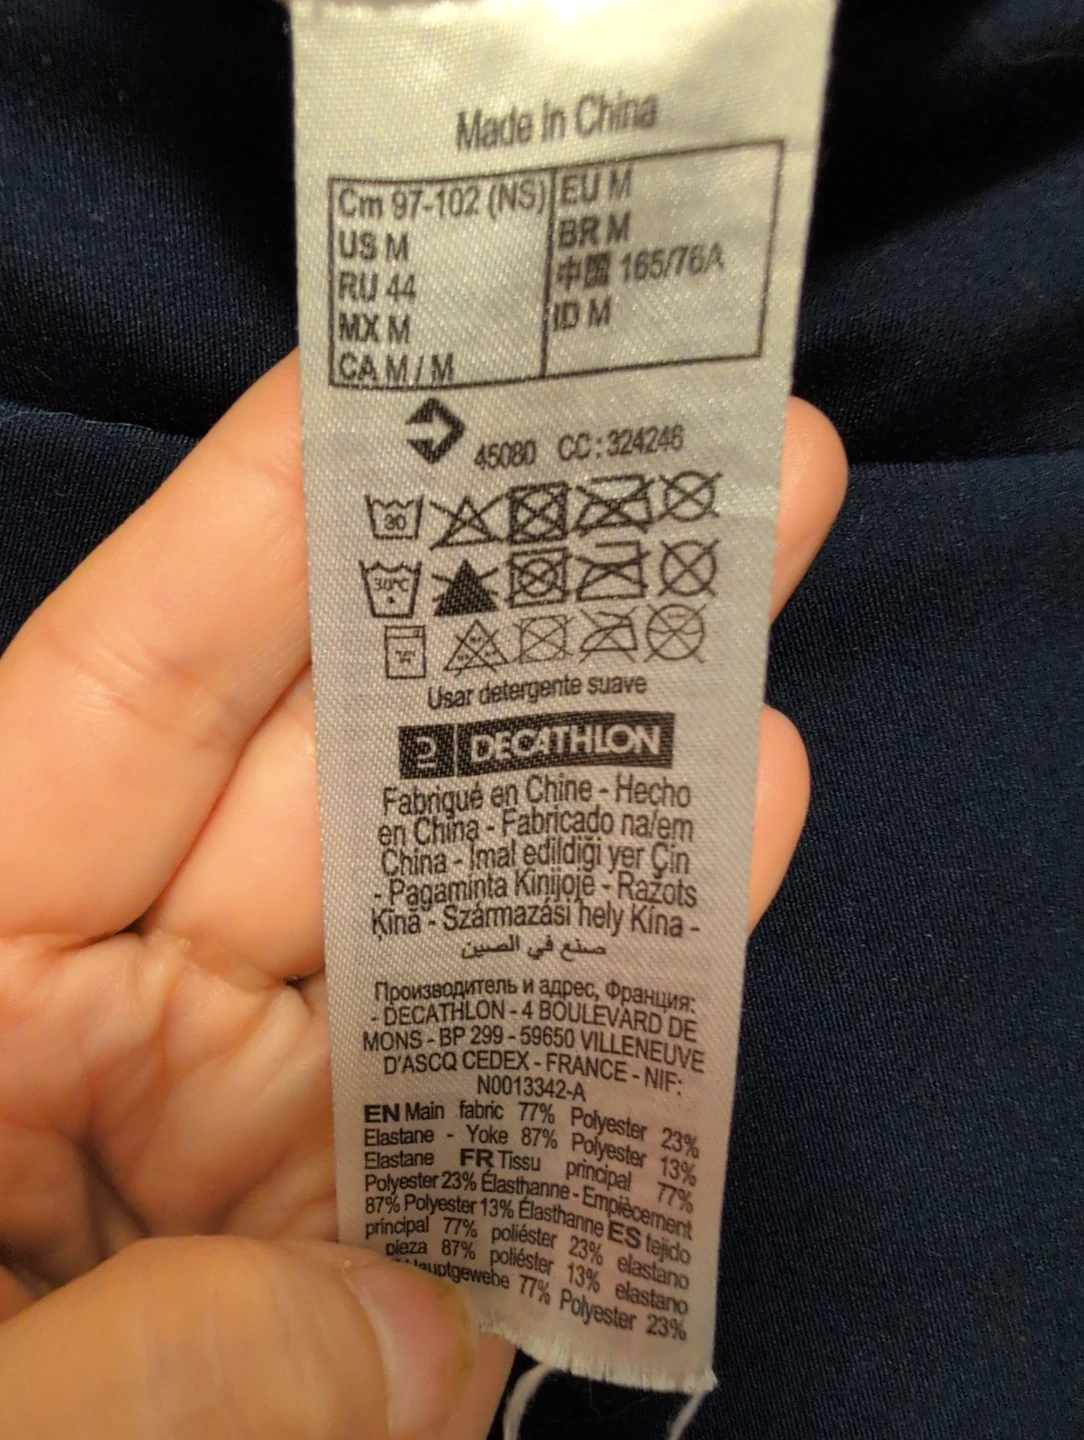 Made in China
Cm 97-102 (NS)
US M
RU 44
MX M
CA M / M
EU M
BR M
中国 165/76A
ID M
45080 CC : 324246
30
30°C
Usar detergente suave
DECATHLON
Fabriqué en Chine - Hecho
en China - Fabricado na/em
China - İmal edildiği yer Çin
- Pagaminta Kinijoje - Ražots
Ķīnā - Származási hely Kína -
صنع في الصين
Производитель и адрес, Франция:
- DECATHLON - 4 BOULEVARD DE
MONS - BP 299 - 59650 VILLENEUVE
D'ASCQ CEDEX - FRANCE - NIF:
N0013342-A
EN Main fabric 77% Polyester 23%
Elastane - Yoke 87% Polyester 13%
Elastane FR Tissu principal 77%
Polyester 23% Élasthanne - Empiècement
87% Polyester 13% Élasthanne ES tejido
principal 77% poliéster 23% elastano
pieza 87% poliéster 13% elastano
Hauptgewebe 77% Polyester 23%